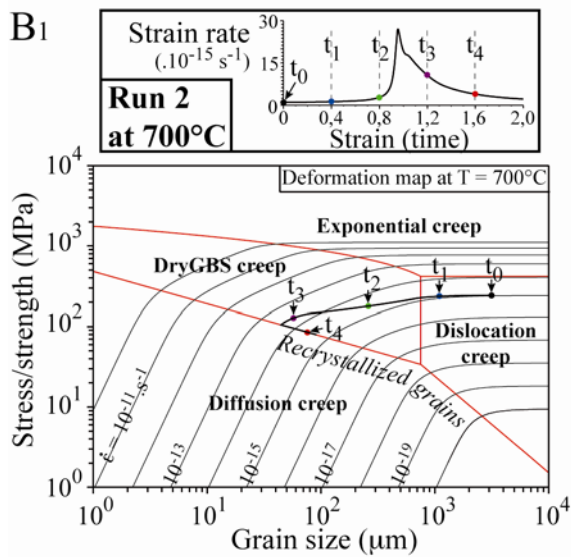 B1
Strain rate
(.10⁻¹⁵ s⁻¹)
Run 2
at 700°C
30
15
0
t₀
t₁
t₂
t₃
t₄
0
0,4
0,8
1,2
1,6
2,0
Strain (time)
Deformation map at T = 700°C
Exponential creep
DryGBS creep
t₃
t₂
t₁
t₀
t₄
Dislocation
creep
Recrystallized grains
Diffusion creep
ε̇ = 10⁻¹¹.s⁻¹
10⁻¹³
10⁻¹⁵
10⁻¹⁷
10⁻¹⁹
Stress/strength (MPa)
10⁴
10³
10²
10¹
10⁰
10⁰
10¹
10²
10³
10⁴
Grain size (μm)